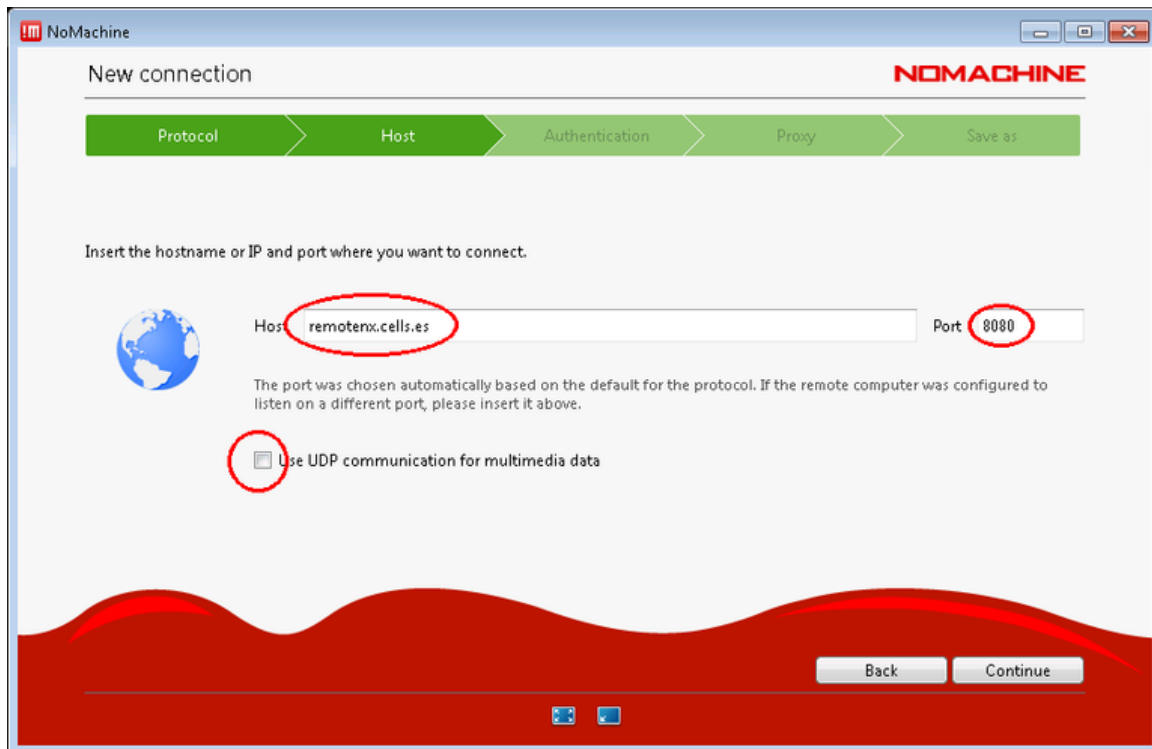 NoMachine
New connection
NOMACHINE
Protocol
Host
Authentication
Proxy
Save as
Insert the hostname or IP and port where you want to connect.
Host remotenx.cells.es Port 8080
The port was chosen automatically based on the default for the protocol. If the remote computer was configured to
listen on a different port, please insert it above.
Use UDP communication for multimedia data
Back
Continue